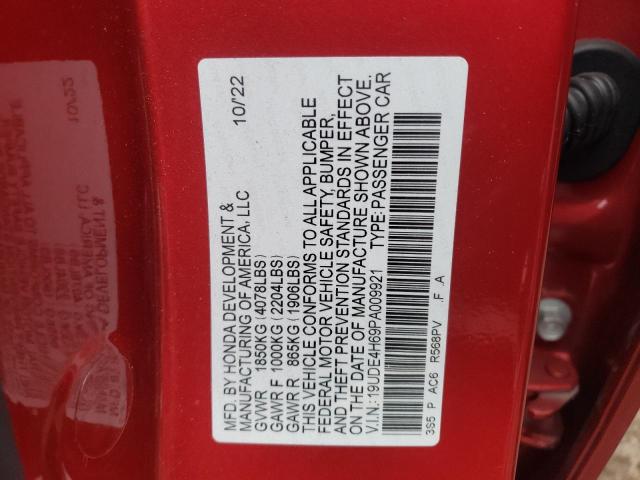 MFD. BY HONDA DEVELOPMENT &
MANUFACTURING OF AMERICA, LLC 10/'22
GVWR 1850KG (4078LBS)
GAWR F 1000KG (2204LBS)
GAWR R 865KG (1906LBS)
THIS VEHICLE CONFORMS TO ALL APPLICABLE
FEDERAL MOTOR VEHICLE SAFETY, BUMPER,
AND THEFT PREVENTION STANDARDS IN EFFECT
ON THE DATE OF MANUFACTURE SHOWN ABOVE.
V.I.N.: 19UDE4H69PA009921 TYPE:PASSENGER CAR
3S5 P AC6 R568PV .F .A